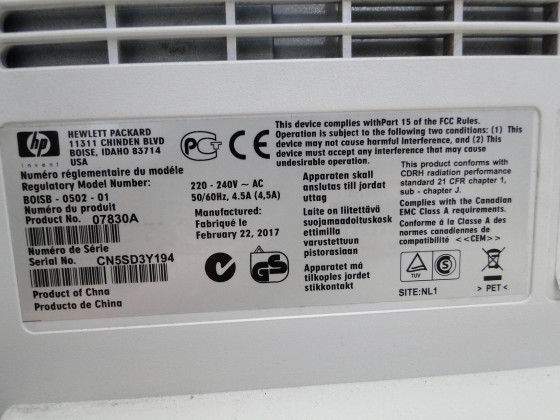 hp
invent
HEWLETT PACKARD
11311 CHINDEN BLVD
BOISE, IDAHO 83714
USA
Numéro réglementaire du modéle
Regulatory Model Number:
BOISB - 0502 - 01
Numéro du produit
Product No. 07830A
Numéro de Série
Serial No. CN5SD3Y194
Product of Chna
Producto de China
220 - 240V ~ AC
50/60Hz, 4.5A (4,5A)
Manufactured:
Fabriqué le
February 22, 2017
This device complies withPart 15 of the FCC Rules.
Operation is subject to the following two conditions: (1) This
device may not cause harmful interference, and (2) This
device must accept any interference that may cause
undesirable operation.
Apparaten skall
anslutas till jordat
uttag
Laite on liitettävä
suojamaadoituskosk
ettimilla
varustettuun
pistorasiaan
Apparatet må
tilkoples jordet
stikkontakt
This product conforms with
CDRH radiation performance
standard 21 CFR chapter 1,
sub - chapter J.
Complies with the Canadian
EMC Class A requirements.
Conforme á la classe A des
normes canadiennes de
compatibilité <<CEM>>
TUV
S
SITE:NL1
> PET <